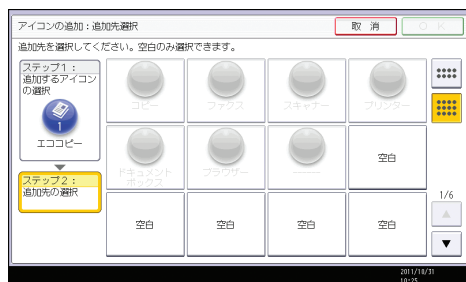 アイコンの追加：追加先選択
取 消
O K
追加先を選択してください。空白のみ選択できます。
ステップ1：
追加するアイコン
の選択
1
エココピー
ステップ2：
追加先の選択
コピー
ファクス
スキャナー
プリンター
ドキュメント
ボックス
ブラウザー
--------
空白
空白
空白
空白
空白
1/6
2011/10/31
10:25